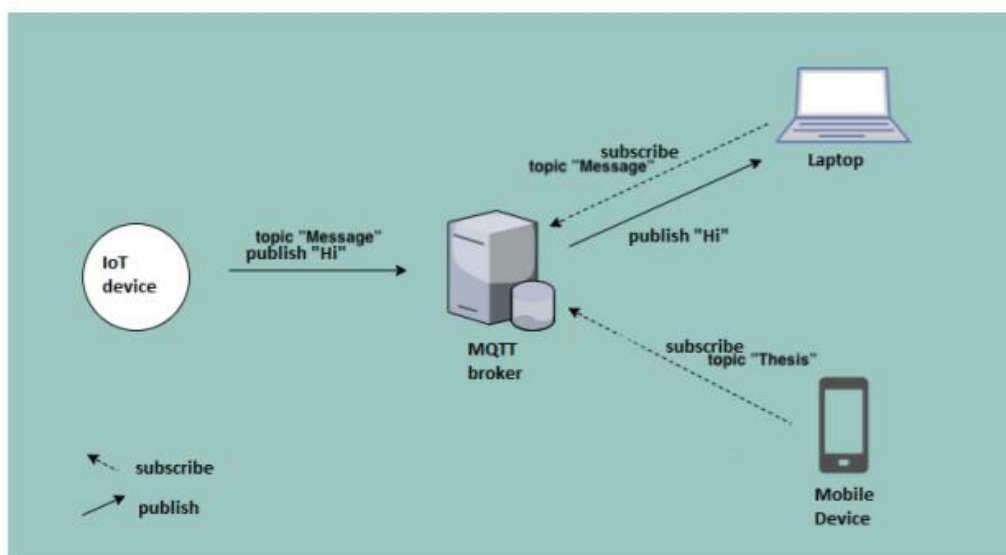 subscribe
topic "Message"
Laptop
publish "Hi"
topic "Message"
publish "Hi"
IoT
device
MQTT
broker
subscribe
topic "Thesis"
Mobile
Device
subscribe
publish